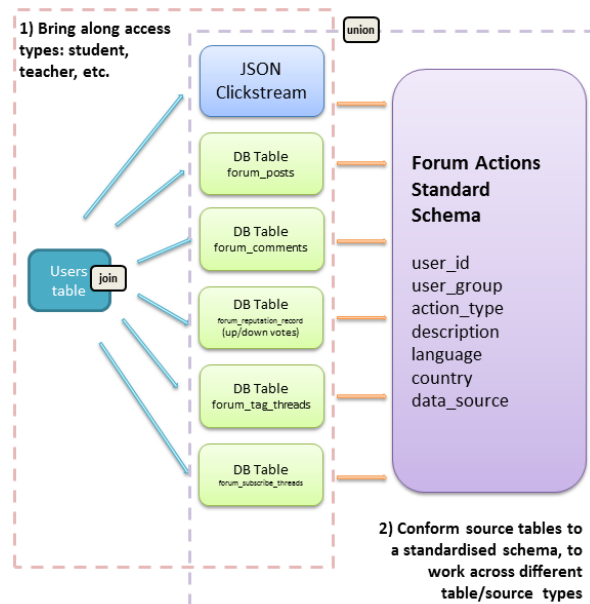 1) Bring along access
types: student,
teacher, etc.
union
JSON
Clickstream
DB Table
forum_posts
DB Table
forum_comments
Users
table
join
DB Table
forum_reputation_record
(up/down votes)
DB Table
forum_tag_threads
DB Table
forum_subscribe_threads
Forum Actions
Standard
Schema
user_id
user_group
action_type
description
language
country
data_source
2) Conform source tables to
a standardised schema, to
work across different
table/source types